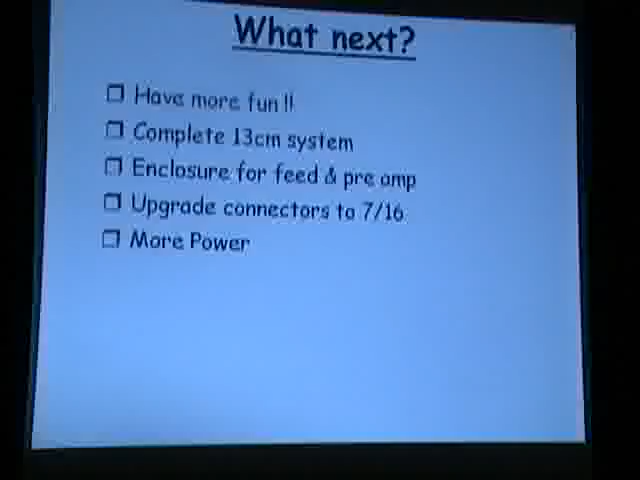 What next?
❐ Have more fun !!
❐ Complete 13cm system
❐ Enclosure for feed & pre amp
❐ Upgrade connectors to 7/16
❐ More Power